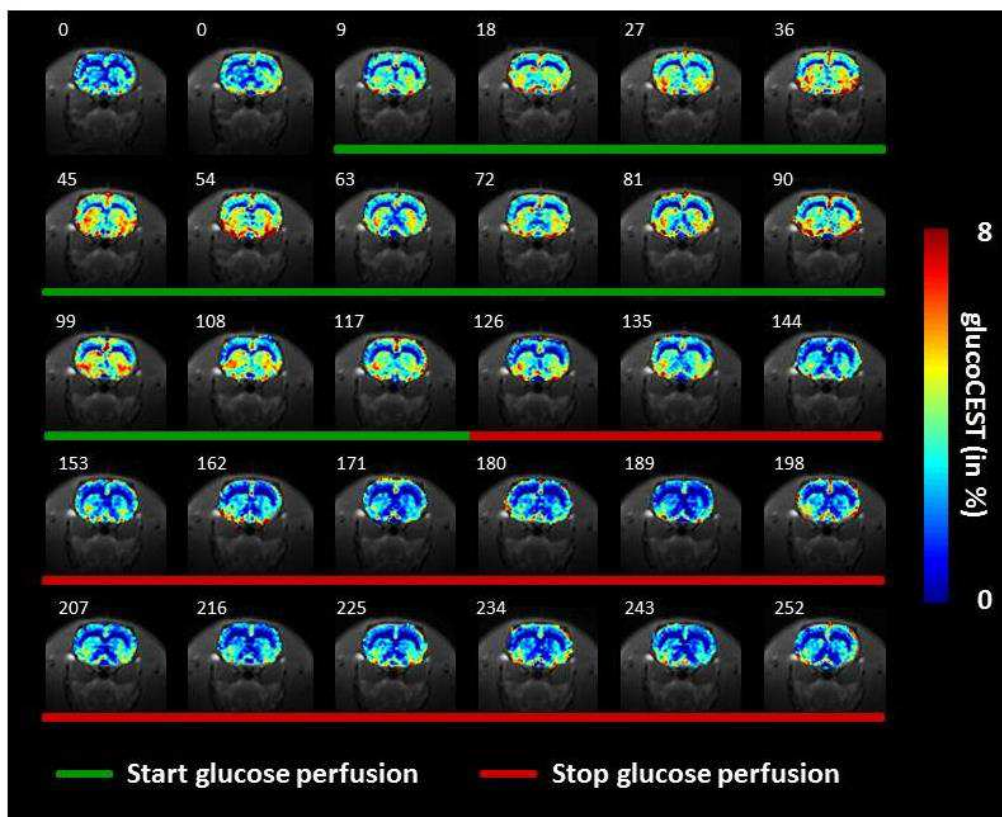 0 0 9 18 27 36
45 54 63 72 81 90
99 108 117 126 135 144
153 162 171 180 189 198
207 216 225 234 243 252
8
glucoCEST (in %)
0
Start glucose perfusion
Stop glucose perfusion